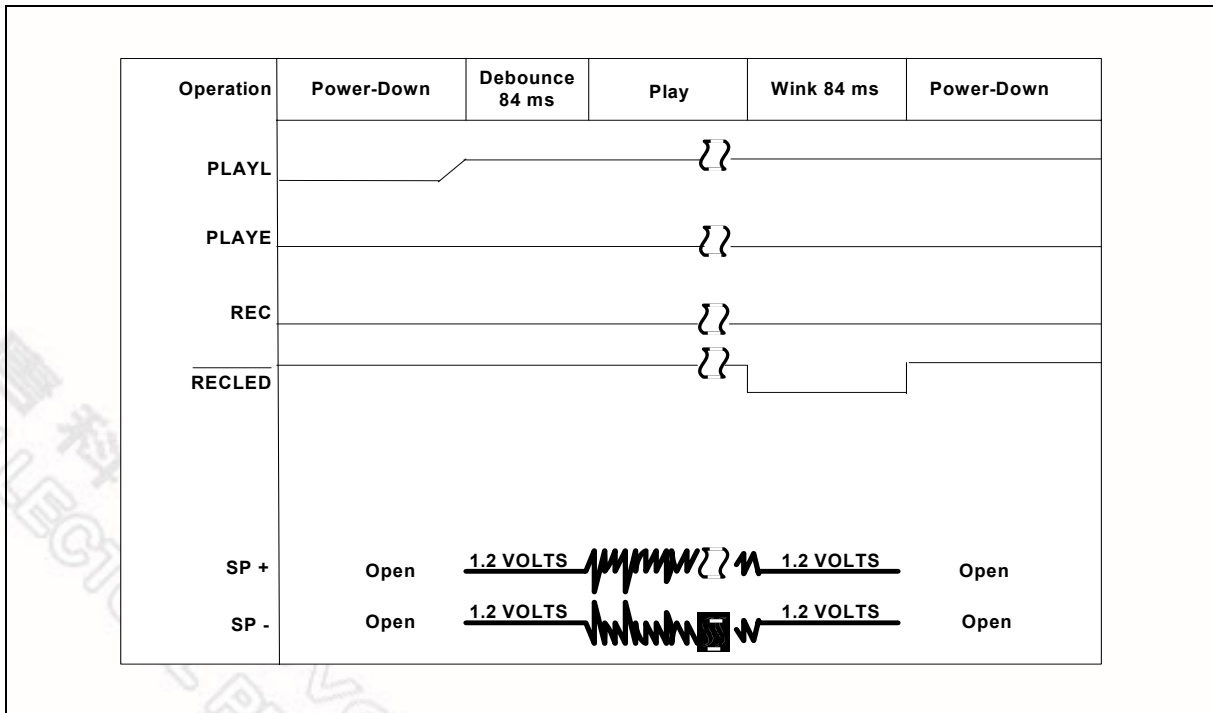 Operation Power-Down Debounce 84 ms Play Wink 84 ms Power-Down
PLAYL
PLAYE
REC
RECLED
SP + Open 1.2 VOLTS 1.2 VOLTS Open
SP - Open 1.2 VOLTS 1.2 VOLTS Open